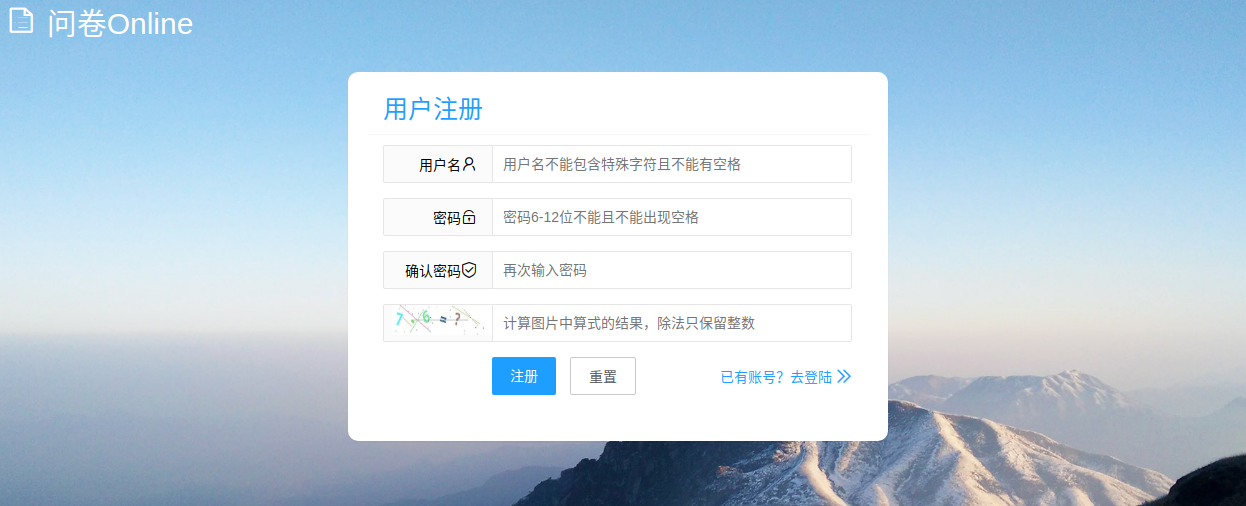 问卷Online
用户注册
用户名 用户名不能包含特殊字符且不能有空格
密码 密码6-12位不能且不能出现空格
确认密码 再次输入密码
计算图片中算式的结果，除法只保留整数
注册 重置 已有账号？去登陆